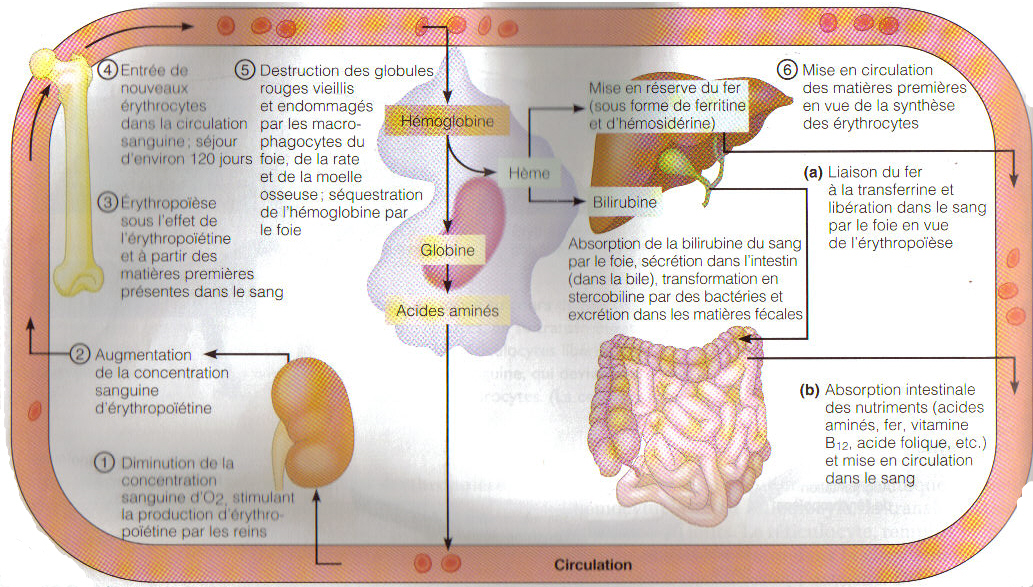 ④ Entrée de
nouveaux
érythrocytes
dans la circulation
sanguine; séjour
d'environ 120 jours
③ Érythropoïèse
sous l'effet de
l'érythropoïétine
et à partir des
matières premières
présentes dans le sang
② Augmentation
de la concentration
sanguine
d'érythropoïétine
① Diminution de la
concentration
sanguine d'O2, stimulant
la production d'érythro-
poïétine par les reins
⑤ Destruction des globules
rouges vieillis
et endommagés
par les macro-
phagocytes du
foie, de la rate
et de la moelle
osseuse; séquestration
de l'hémoglobine par
le foie
Hémoglobine
Hème
Globine
Acides aminés
Mise en réserve du fer
(sous forme de ferritine
et d'hémosidérine)
Bilirubine
Absorption de la bilirubine du sang
par le foie, sécrétion dans l'intestin
(dans la bile), transformation en
stercobiline par des bactéries et
excrétion dans les matières fécales
⑥ Mise en circulation
des matières premières
en vue de la synthèse
des érythrocytes
(a) Liaison du fer
à la transferrine et
libération dans le sang
par le foie en vue
de l'érythropoïèse
(b) Absorption intestinale
des nutriments (acides
aminés, fer, vitamine
B12, acide folique, etc.)
et mise en circulation
dans le sang
Circulation